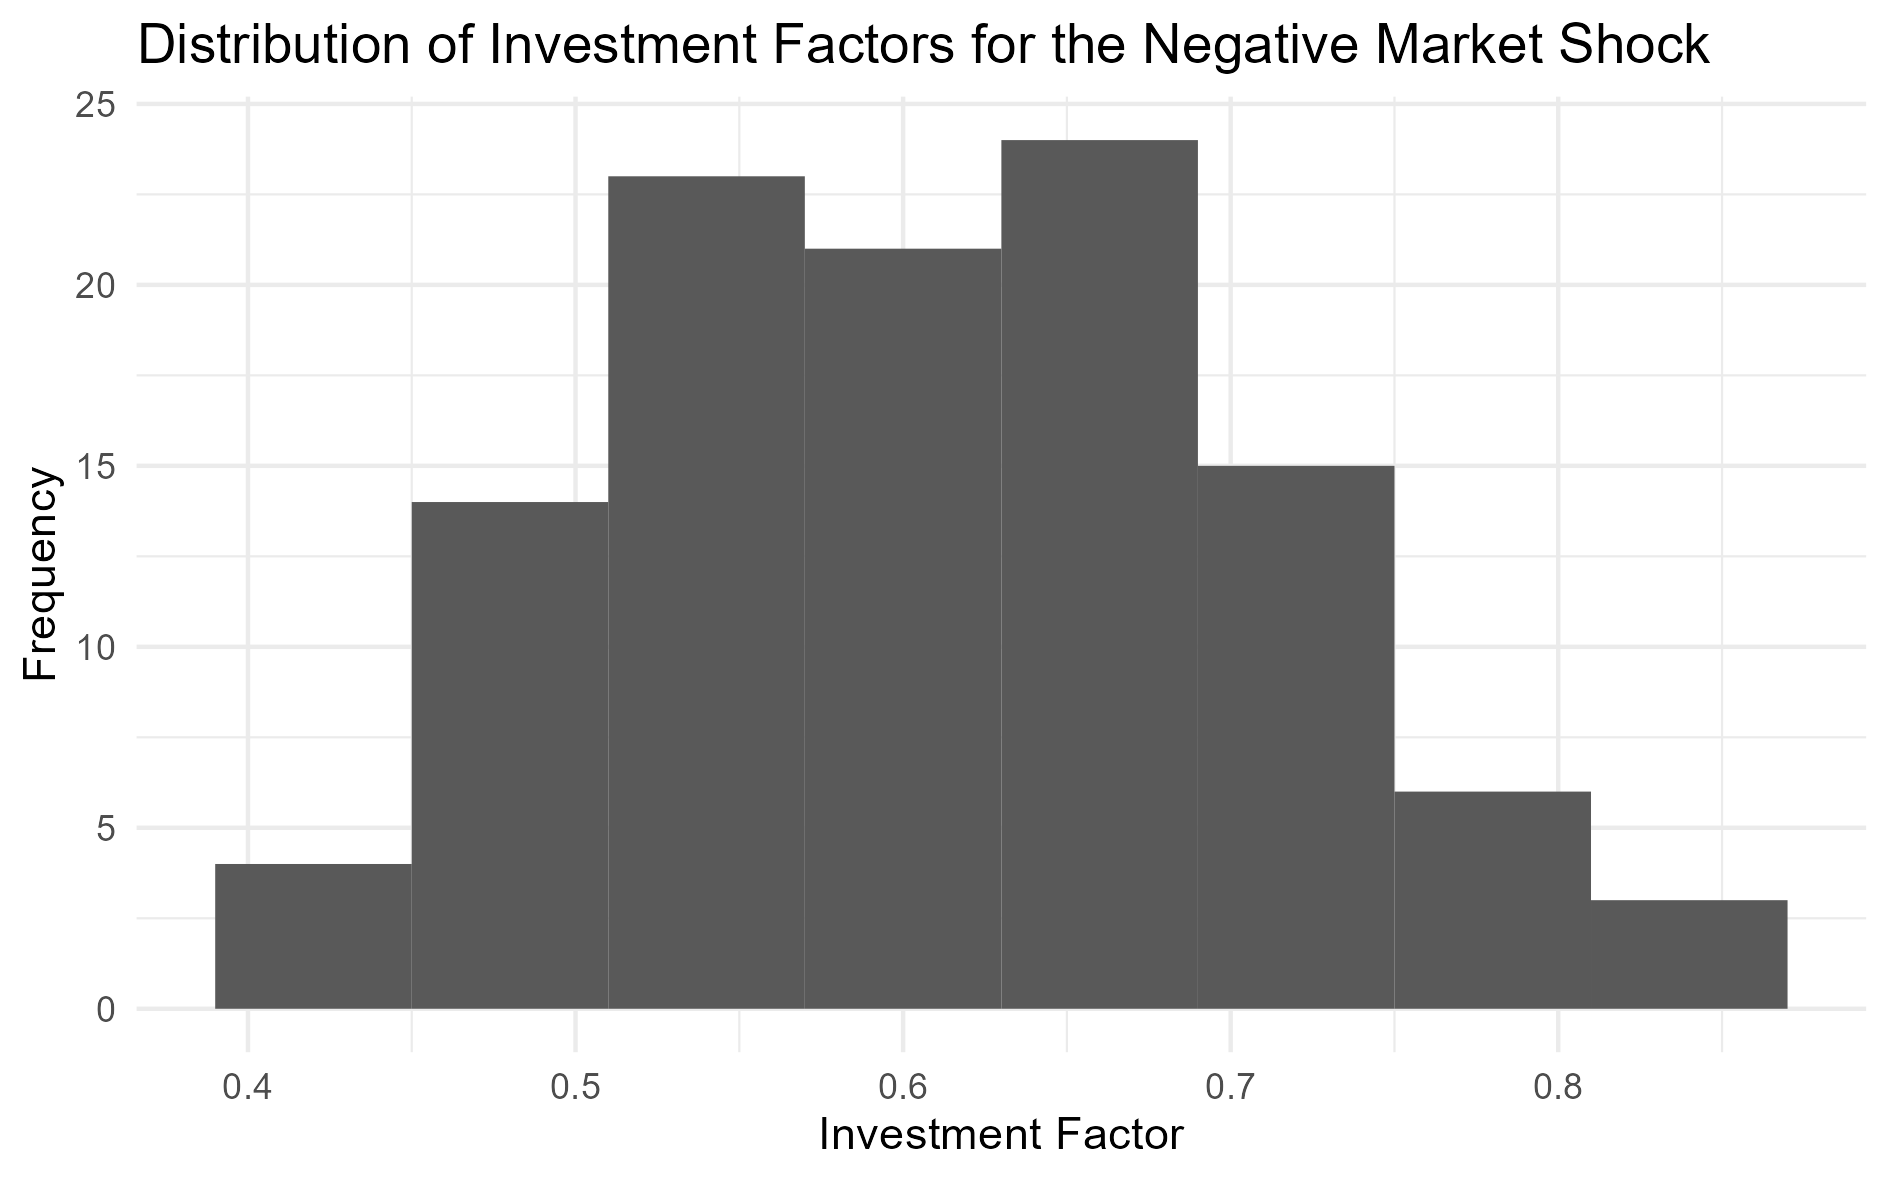 Distribution of Investment Factors for the Negative Market Shock
25
20
15
10
5
0
Frequency
0.4 0.5 0.6 0.7 0.8
Investment Factor